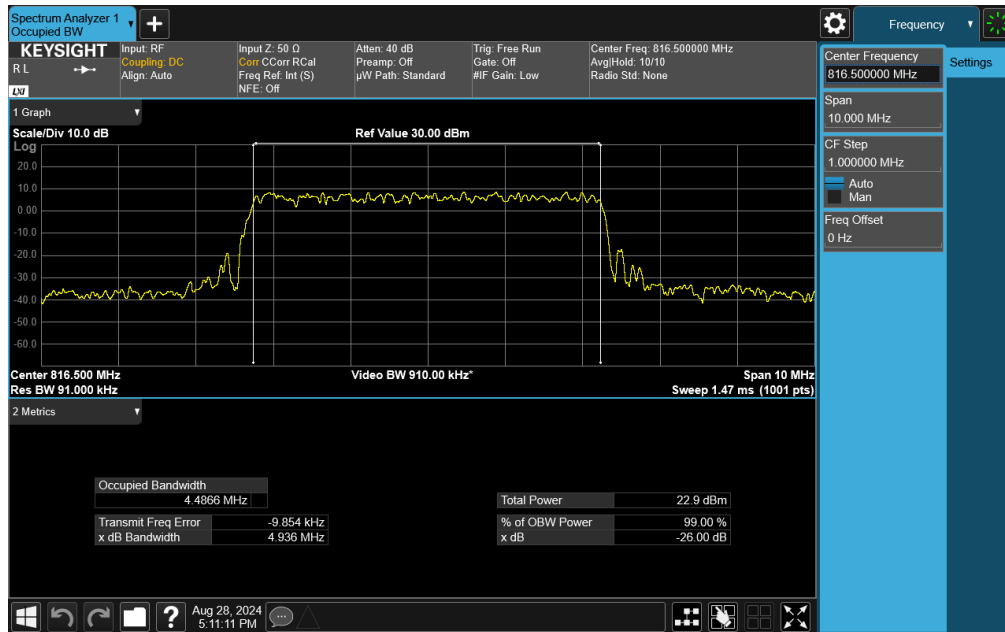 Spectrum Analyzer 1
Occupied BW
Frequency
KEYSIGHT
R L
LXI
Input: RF
Coupling: DC
Align: Auto
Input Z: 50 Ω
Corr CCorr RCal
Freq Ref: Int (S)
NFE: Off
Atten: 40 dB
Preamp: Off
µW Path: Standard
Trig: Free Run
Gate: Off
#IF Gain: Low
Center Freq: 816.500000 MHz
Avg|Hold: 10/10
Radio Std: None
Center Frequency
816.500000 MHz
Settings
Span
10.000 MHz
CF Step
1.000000 MHz
Auto
Man
Freq Offset
0 Hz
1 Graph
Scale/Div 10.0 dB
Ref Value 30.00 dBm
Log
20.0
10.0
0.00
-10.0
-20.0
-30.0
-40.0
-50.0
-60.0
Center 816.500 MHz
Video BW 910.00 kHz*
Span 10 MHz
Res BW 91.000 kHz
Sweep 1.47 ms (1001 pts)
2 Metrics
Occupied Bandwidth
4.4866 MHz
Total Power 22.9 dBm
Transmit Freq Error -9.854 kHz
% of OBW Power 99.00 %
x dB Bandwidth 4.936 MHz
x dB -26.00 dB
Aug 28, 2024
5:11:11 PM